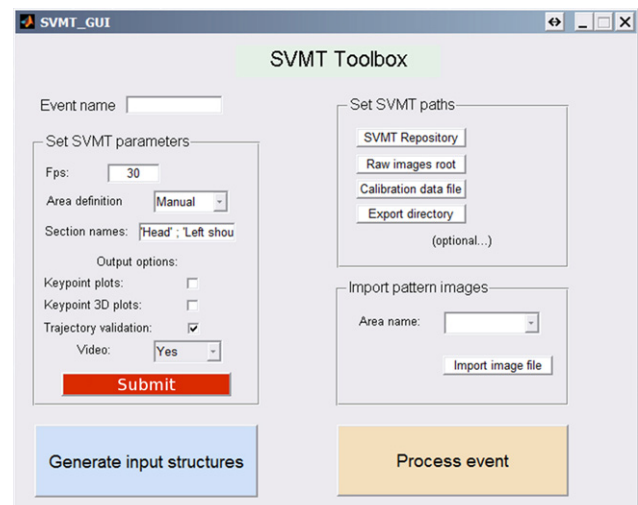 SVMT_GUI
SVMT Toolbox
Event name
Set SVMT parameters
Fps: 30
Area definition Manual
Section names: 'Head' ; 'Left shou
Output options:
Keypoint plots:
Keypoint 3D plots:
Trajectory validation:
Video: Yes
Submit
Generate input structures
Set SVMT paths
SVMT Repository
Raw images root
Calibration data file
Export directory
(optional...)
Import pattern images
Area name:
Import image file
Process event